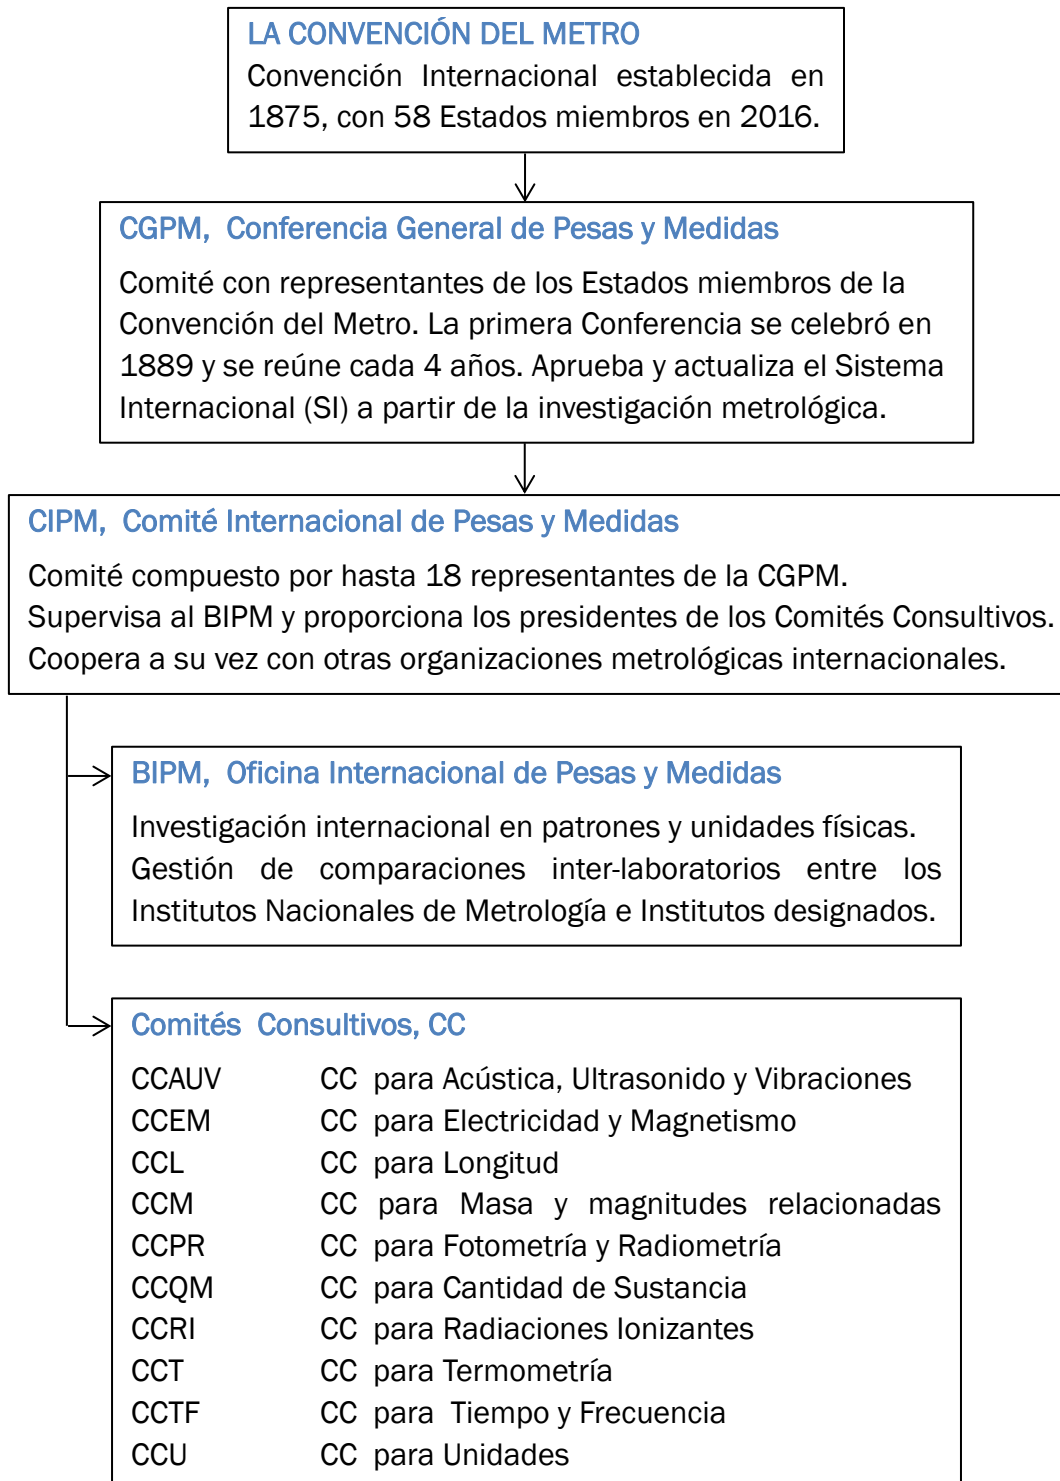 LA CONVENCIÓN DEL METRO
Convención Internacional establecida en
1875, con 58 Estados miembros en 2016.
CGPM, Conferencia General de Pesas y Medidas
Comité con representantes de los Estados miembros de la
Convención del Metro. La primera Conferencia se celebró en
1889 y se reúne cada 4 años. Aprueba y actualiza el Sistema
Internacional (SI) a partir de la investigación metrológica.
CIPM, Comité Internacional de Pesas y Medidas
Comité compuesto por hasta 18 representantes de la CGPM.
Supervisa al BIPM y proporciona los presidentes de los Comités Consultivos.
Coopera a su vez con otras organizaciones metrológicas internacionales.
BIPM, Oficina Internacional de Pesas y Medidas
Investigación internacional en patrones y unidades físicas.
Gestión de comparaciones inter-laboratorios entre los
Institutos Nacionales de Metrología e Institutos designados.
Comités Consultivos, CC
CCAUV CC para Acústica, Ultrasonido y Vibraciones
CCEM CC para Electricidad y Magnetismo
CCL CC para Longitud
CCM CC para Masa y magnitudes relacionadas
CCPR CC para Fotometría y Radiometría
CCQM CC para Cantidad de Sustancia
CCRI CC para Radiaciones Ionizantes
CCT CC para Termometría
CCTF CC para Tiempo y Frecuencia
CCU CC para Unidades